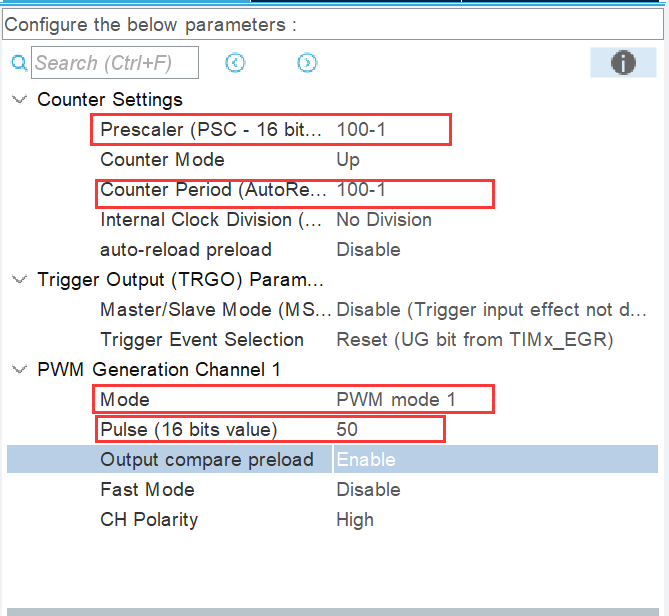 Configure the below parameters :
Search (Ctrl+F)
Counter Settings
Prescaler (PSC - 16 bit... 100-1
Counter Mode Up
Counter Period (AutoRe... 100-1
Internal Clock Division (... No Division
auto-reload preload Disable
Trigger Output (TRGO) Param...
Master/Slave Mode (MS... Disable (Trigger input effect not d...
Trigger Event Selection Reset (UG bit from TIMx_EGR)
PWM Generation Channel 1
Mode PWM mode 1
Pulse (16 bits value) 50
Output compare preload Enable
Fast Mode Disable
CH Polarity High